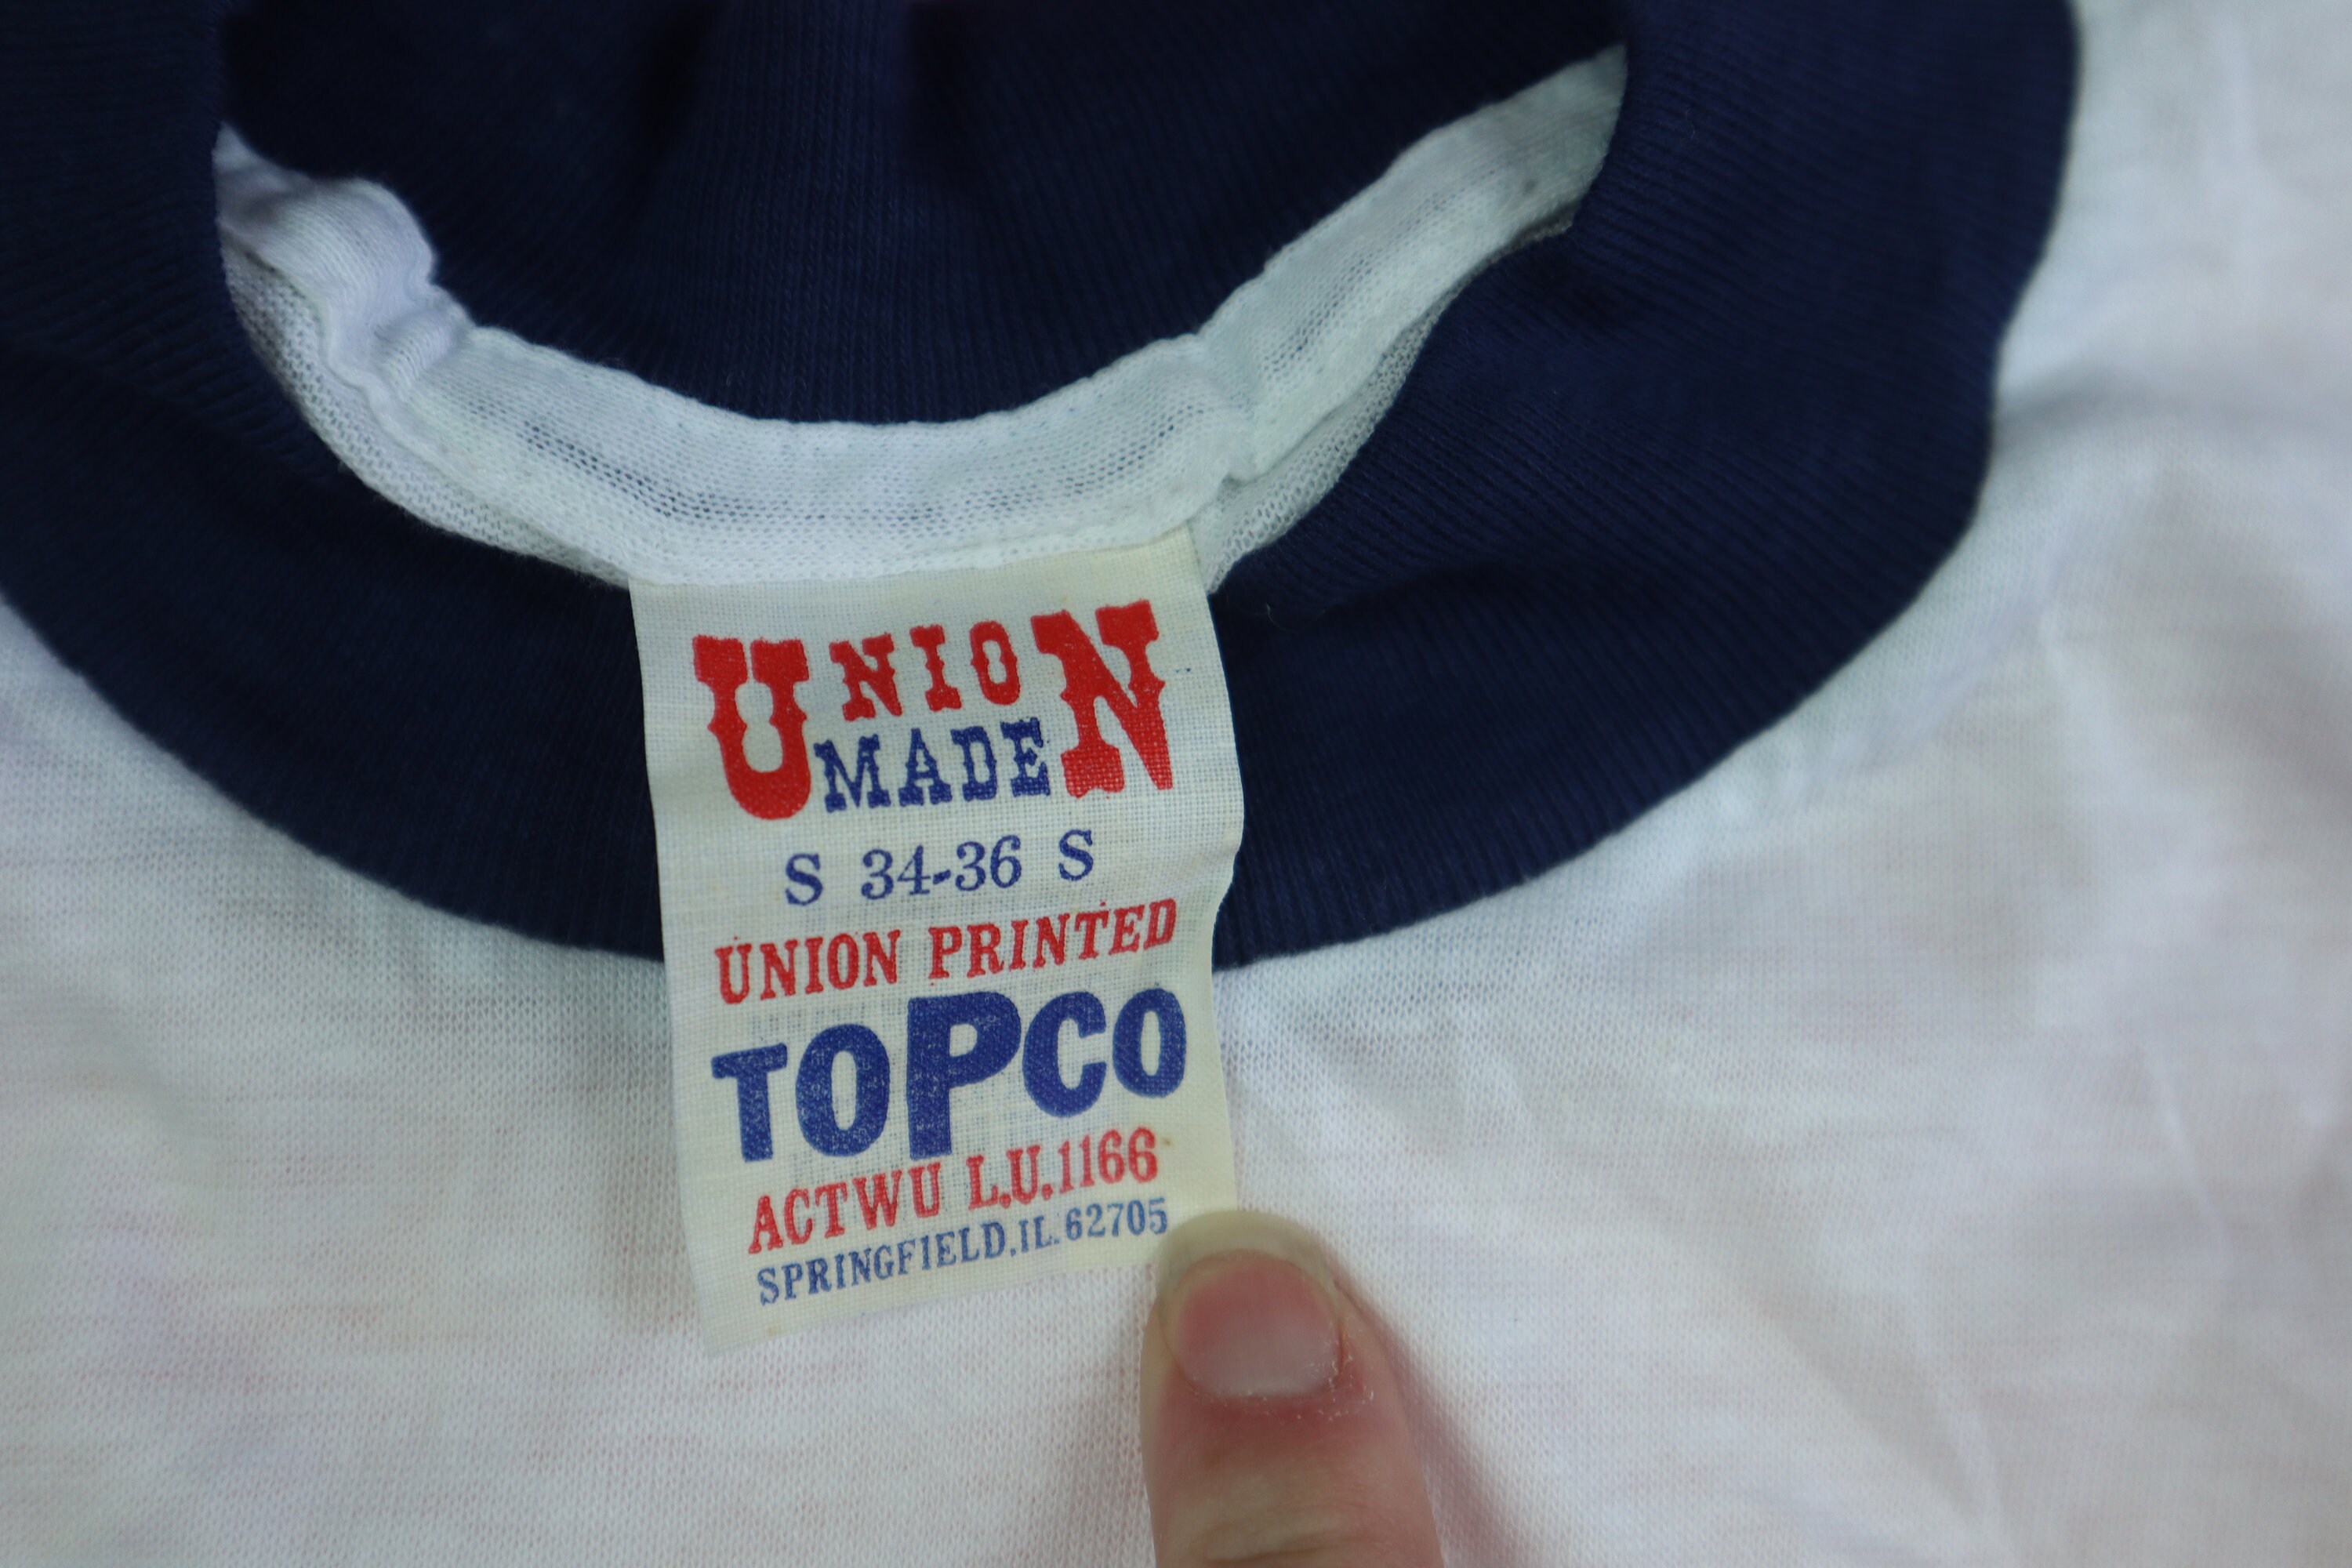 UNION
MADE
S 34-36 S
UNION PRINTED
TOPCO
ACTWU L.U.1166
SPRINGFIELD,IL.62705